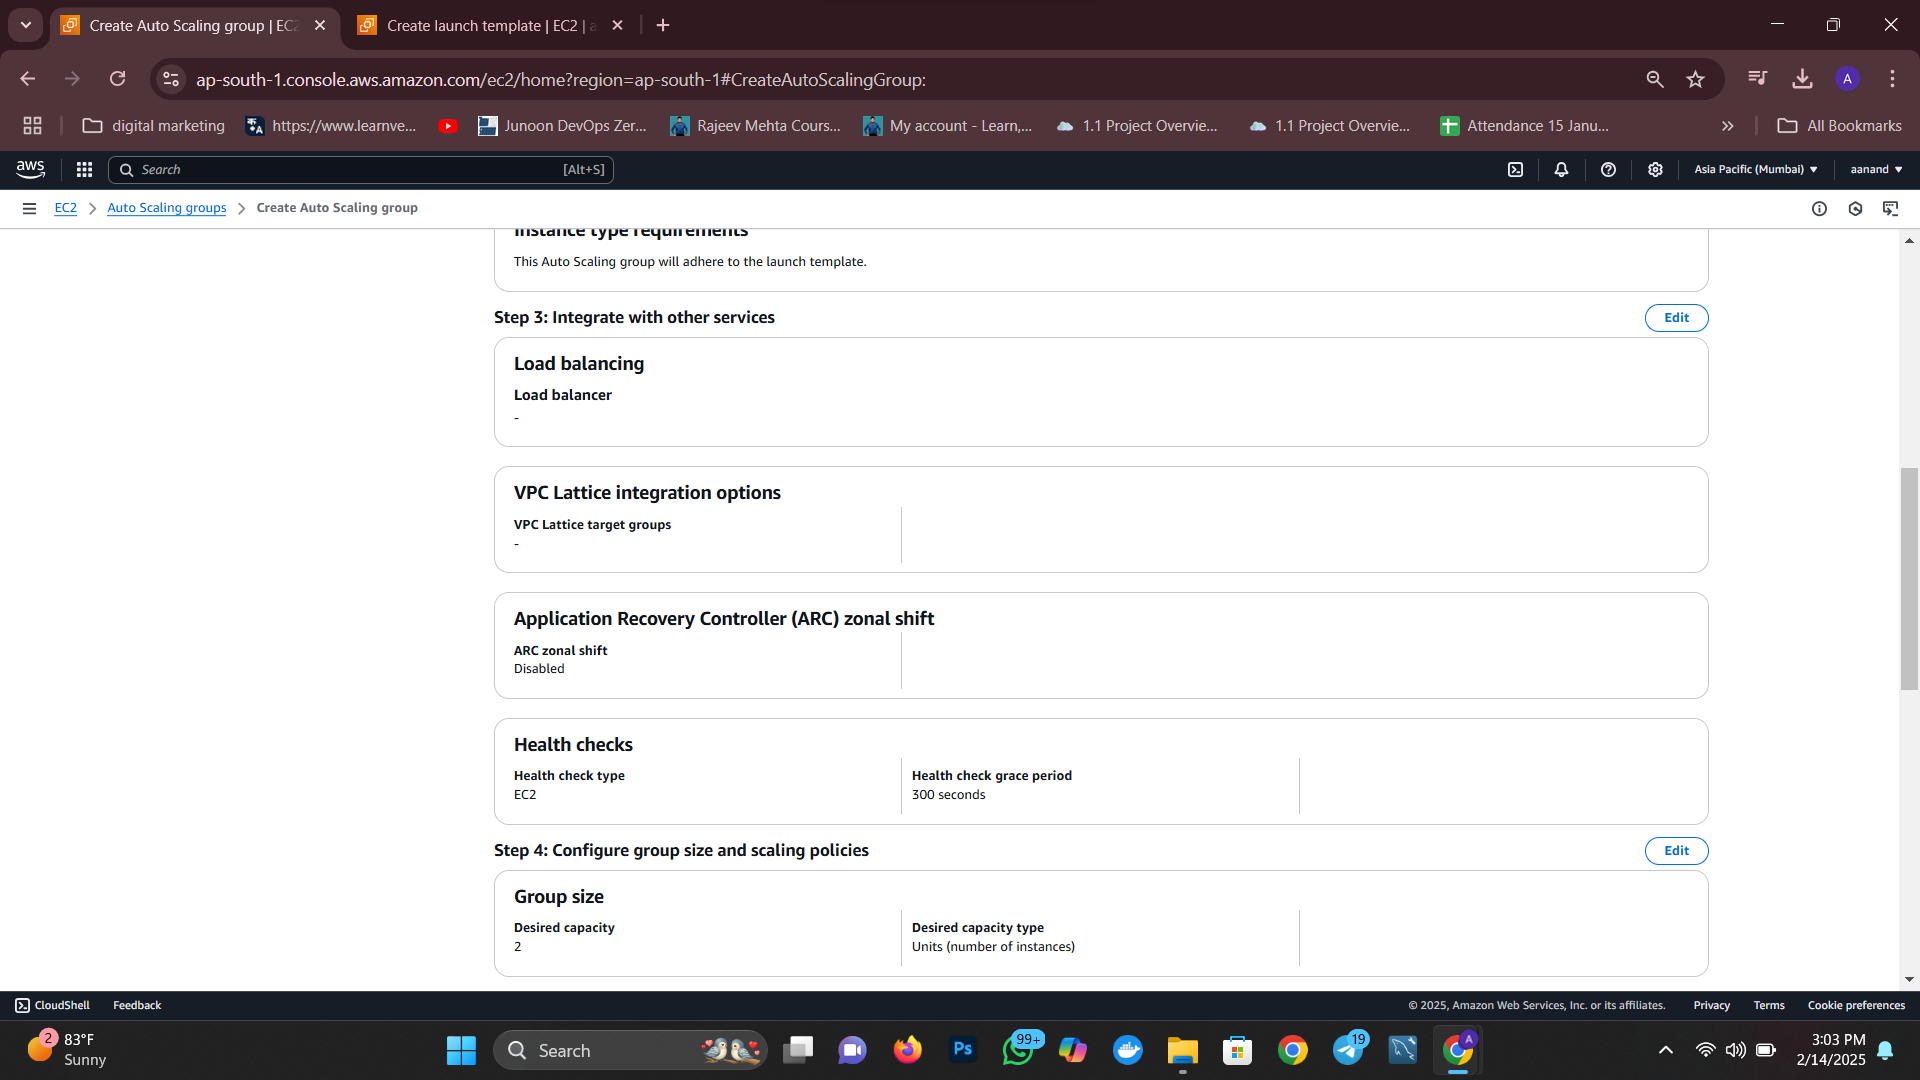 Create Auto Scaling group | EC2
Create launch template | EC2 | a
ap-south-1.console.aws.amazon.com/ec2/home?region=ap-south-1#CreateAutoScalingGroup:
A
digital marketing
https://www.learnve...
Junoon DevOps Zer...
Rajeev Mehta Cours...
My account - Learn,...
1.1 Project Overvie...
1.1 Project Overvie...
Attendance 15 Janu...
All Bookmarks
aws
Search
[Alt+S]
Asia Pacific (Mumbai)
aanand
EC2
Auto Scaling groups
Create Auto Scaling group
Instance type requirements
This Auto Scaling group will adhere to the launch template.
Step 3: Integrate with other services
Edit
Load balancing
Load balancer
-
VPC Lattice integration options
VPC Lattice target groups
-
Application Recovery Controller (ARC) zonal shift
ARC zonal shift
Disabled
Health checks
Health check type
EC2
Health check grace period
300 seconds
Step 4: Configure group size and scaling policies
Edit
Group size
Desired capacity
2
Desired capacity type
Units (number of instances)
CloudShell
Feedback
© 2025, Amazon Web Services, Inc. or its affiliates.
Privacy
Terms
Cookie preferences
2
83°F
Sunny
Search
Ps
99+
19
A
3:03 PM
2/14/2025